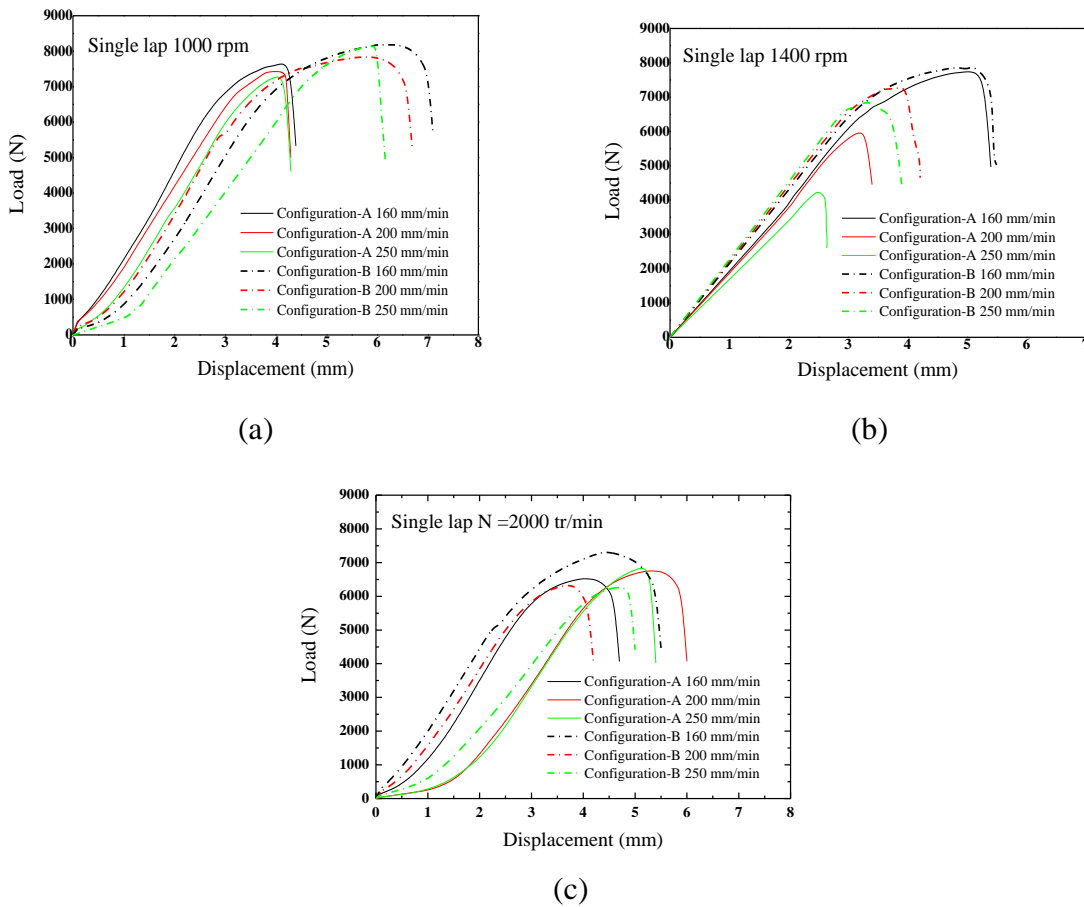 9000
8000
7000
6000
5000
4000
3000
2000
1000
0
Load (N)
Single lap 1000 rpm
Configuration-A 160 mm/min
Configuration-A 200 mm/min
Configuration-A 250 mm/min
Configuration-B 160 mm/min
Configuration-B 200 mm/min
Configuration-B 250 mm/min
0 1 2 3 4 5 6 7 8
Displacement (mm)
(a)
9000
8000
7000
6000
5000
4000
3000
2000
1000
0
Load (N)
Single lap 1400 rpm
Configuration-A 160 mm/min
Configuration-A 200 mm/min
Configuration-A 250 mm/min
Configuration-B 160 mm/min
Configuration-B 200 mm/min
Configuration-B 250 mm/min
0 1 2 3 4 5 6 7
Displacement (mm)
(b)
9000
8000
7000
6000
5000
4000
3000
2000
1000
0
Load (N)
Single lap N =2000 tr/min
Configuration-A 160 mm/min
Configuration-A 200 mm/min
Configuration-A 250 mm/min
Configuration-B 160 mm/min
Configuration-B 200 mm/min
Configuration-B 250 mm/min
0 1 2 3 4 5 6 7 8
Displacement (mm)
(c)